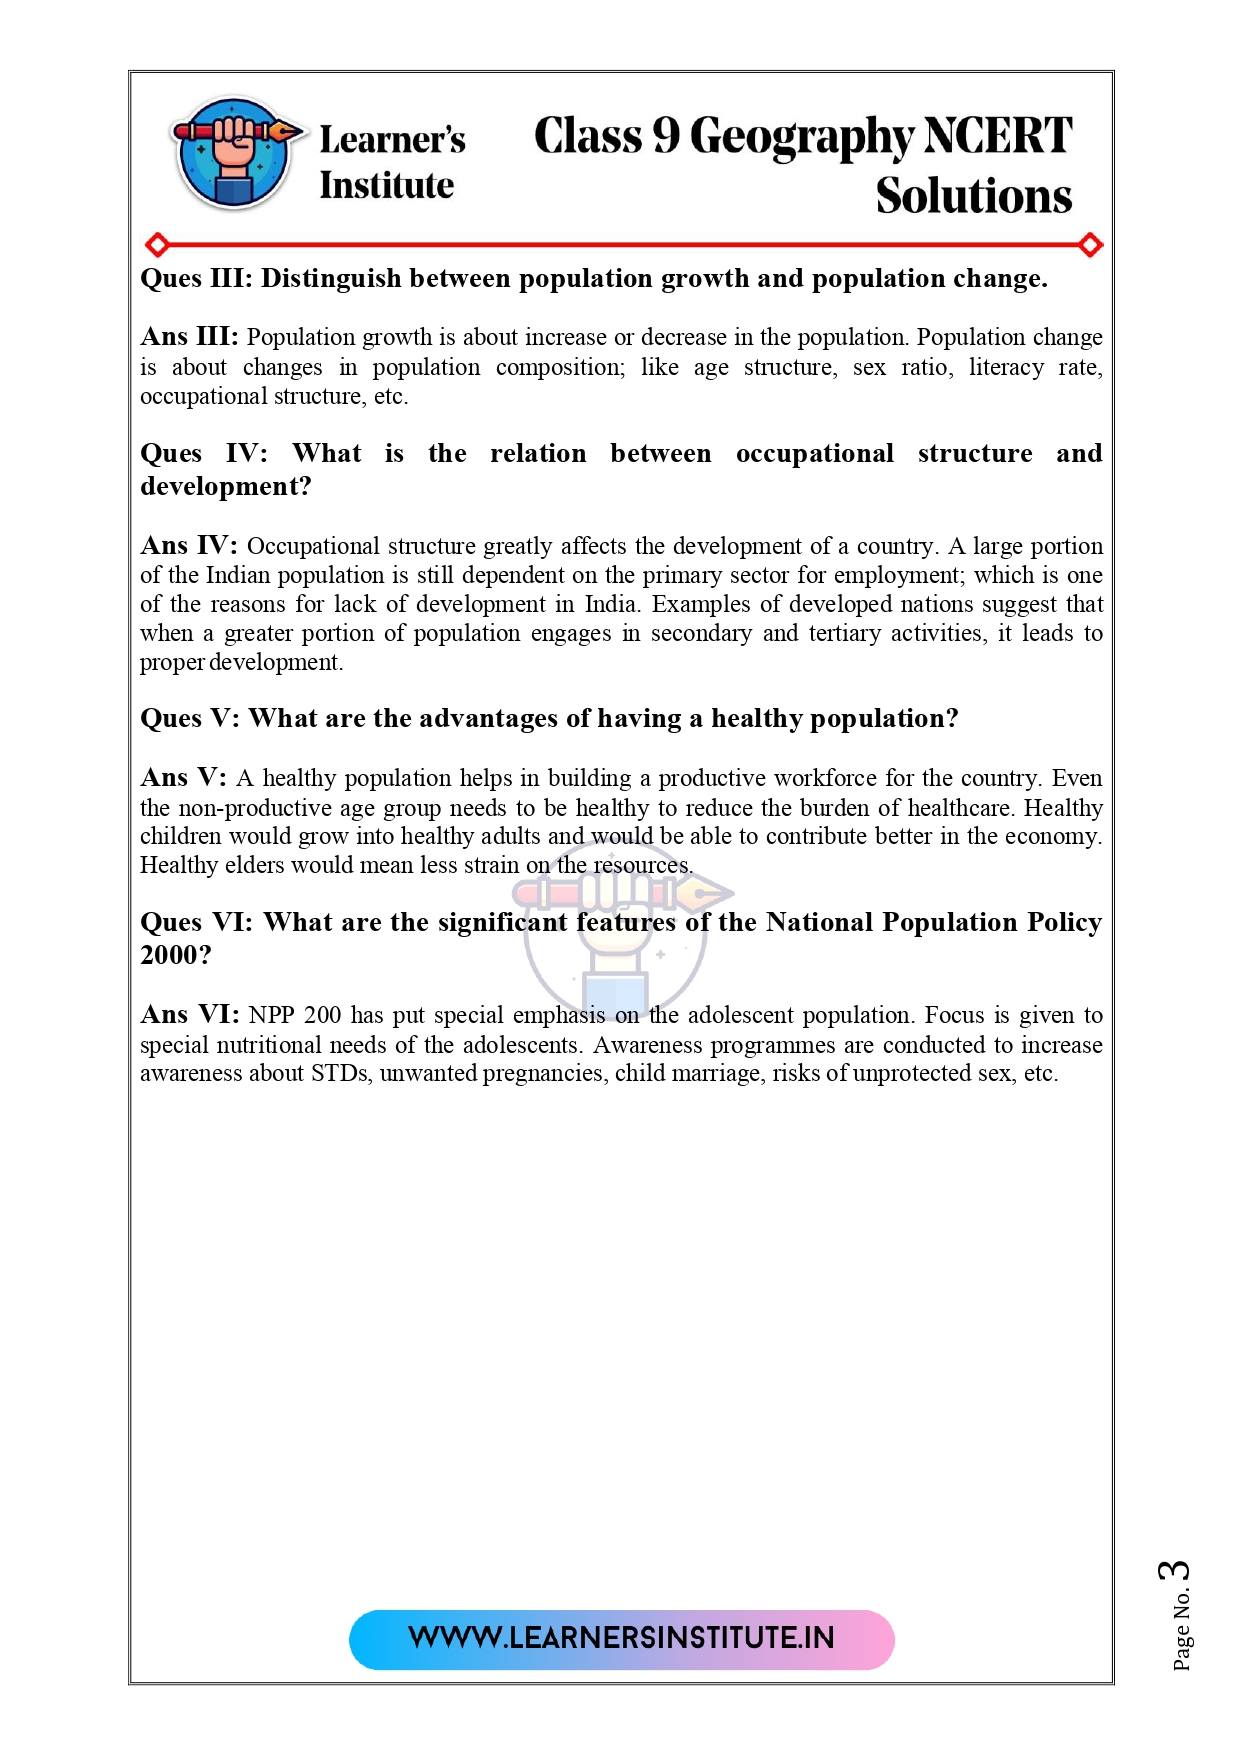 Learner's
Institute
Class 9 Geography NCERT
Solutions
Ques III: Distinguish between population growth and population change.
Ans III: Population growth is about increase or decrease in the population. Population change
is about changes in population composition; like age structure, sex ratio, literacy rate,
occupational structure, etc.
Ques IV: What is the relation between occupational structure and
development?
Ans IV: Occupational structure greatly affects the development of a country. A large portion
of the Indian population is still dependent on the primary sector for employment; which is one
of the reasons for lack of development in India. Examples of developed nations suggest that
when a greater portion of population engages in secondary and tertiary activities, it leads to
proper development.
Ques V: What are the advantages of having a healthy population?
Ans V: A healthy population helps in building a productive workforce for the country. Even
the non-productive age group needs to be healthy to reduce the burden of healthcare. Healthy
children would grow into healthy adults and would be able to contribute better in the economy.
Healthy elders would mean less strain on the resources.
Ques VI: What are the significant features of the National Population Policy
2000?
Ans VI: NPP 200 has put special emphasis on the adolescent population. Focus is given to
special nutritional needs of the adolescents. Awareness programmes are conducted to increase
awareness about STDs, unwanted pregnancies, child marriage, risks of unprotected sex, etc.
WWW.LEARNERSINSTITUTE.IN
Page No. 3